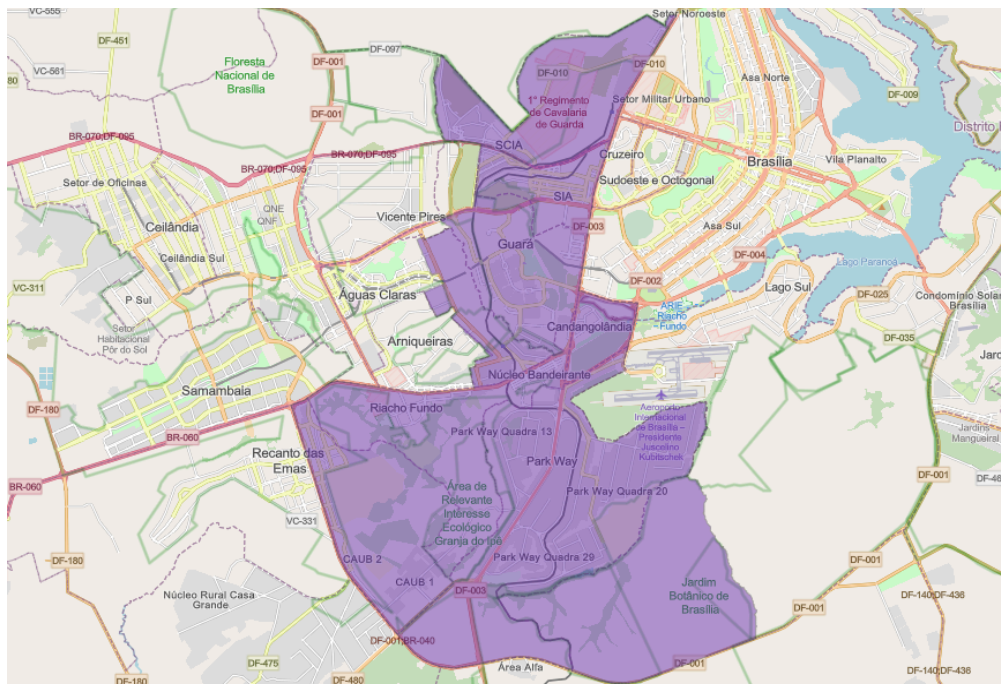 VC-555
DF-451
VC-561
DF-097
DF-001
Floresta
Nacional de
Brasília
DF-001
Setor Noroeste
DF-010
DF-010
Asa Norte
DF-009
1° Regimento
de Cavalaria
de Guarda
Setor Militar Urbano
BR-070;DF-095
SCIA
BR-070;DF-095
BR-070;DF-095
Cruzeiro
Brasília
Vila Planalto
Setor de Oficinas
Sudoeste e Octogonal
QNE
QNF
SIA
Ceilândia
Vicente Pires
DF-003
Asa Sul
Guará
DF-004
Ceilândia Sul
Lago Paranoá
DF-002
VC-311
P Sul
Águas Claras
Lago Sul
DF-025
Condomínio Sola
Brasília
ARIE
Riacho
Fundo
Setor
Habitacional
Pôr do Sol
Candangolândia
Arniqueiras
DF-035
Jar
Núcleo Bandeirante
Samambaia
DF-180
Riacho Fundo
Aeroporto
Internacional
de Brasília –
Presidente
Juscelino
Kubitschek
BR-060
Park Way Quadra 13
Jardins
Mangueiral
Recanto das
Emas
Park Way
DF-001
DF-46
BR-060
Área de
Relevante
Interesse
Ecológico
Granja do Ipê
Park Way Quadra 20
VC-331
CAUB 2
Park Way Quadra 29
DF-180
DF-001
CAUB 1
DF-003
Jardim
Botânico de
Brasília
Núcleo Rural Casa
Grande
DF-001
DF-140;DF-436
DF-001;BR-040
DF-475
Área Alfa
DF-001
DF-140;DF-436
DF-180
DF-480